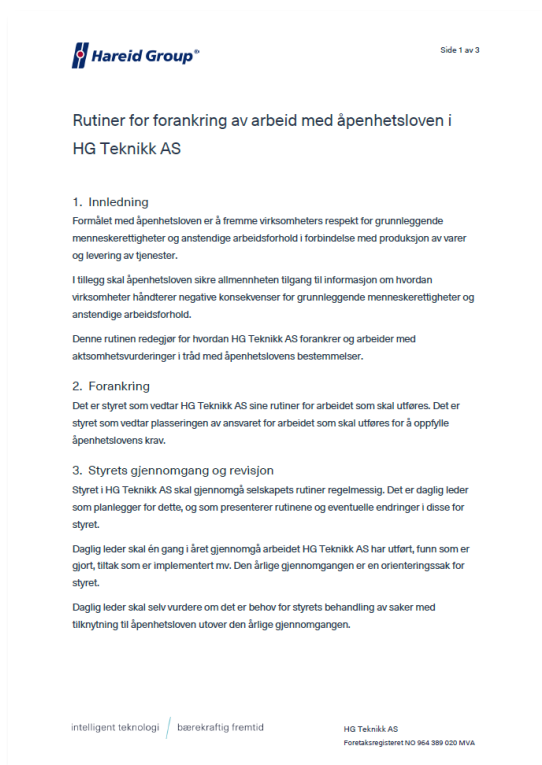 Hareid Group®
Side 1 av 3
Rutiner for forankring av arbeid med åpenhetsloven i
HG Teknikk AS
1. Innledning
Formålet med åpenhetsloven er å fremme virksomheters respekt for grunnleggende
menneskerettigheter og anstendige arbeidsforhold i forbindelse med produksjon av varer
og levering av tjenester.
I tillegg skal åpenhetsloven sikre allmennheten tilgang til informasjon om hvordan
virksomheter håndterer negative konsekvenser for grunnleggende menneskerettigheter og
anstendige arbeidsforhold.
Denne rutinen redegjør for hvordan HG Teknikk AS forankrer og arbeider med
aktsomhetsvurderinger i tråd med åpenhetslovens bestemmelser.
2. Forankring
Det er styret som vedtar HG Teknikk AS sine rutiner for arbeidet som skal utføres. Det er
styret som vedtar plasseringen av ansvaret for arbeidet som skal utføres for å oppfylle
åpenhetslovens krav.
3. Styrets gjennomgang og revisjon
Styret i HG Teknikk AS skal gjennomgå selskapets rutiner regelmessig. Det er daglig leder
som planlegger for dette, og som presenterer rutinene og eventuelle endringer i disse for
styret.
Daglig leder skal én gang i året gjennomgå arbeidet HG Teknikk AS har utført, funn som er
gjort, tiltak som er implementert mv. Den årlige gjennomgangen er en orienteringssak for
styret.
Daglig leder skal selv vurdere om det er behov for styrets behandling av saker med
tilknytning til åpenhetsloven utover den årlige gjennomgangen.
intelligent teknologi / bærekraftig fremtid
HG Teknikk AS
Foretaksregisteret NO 964 389 020 MVA